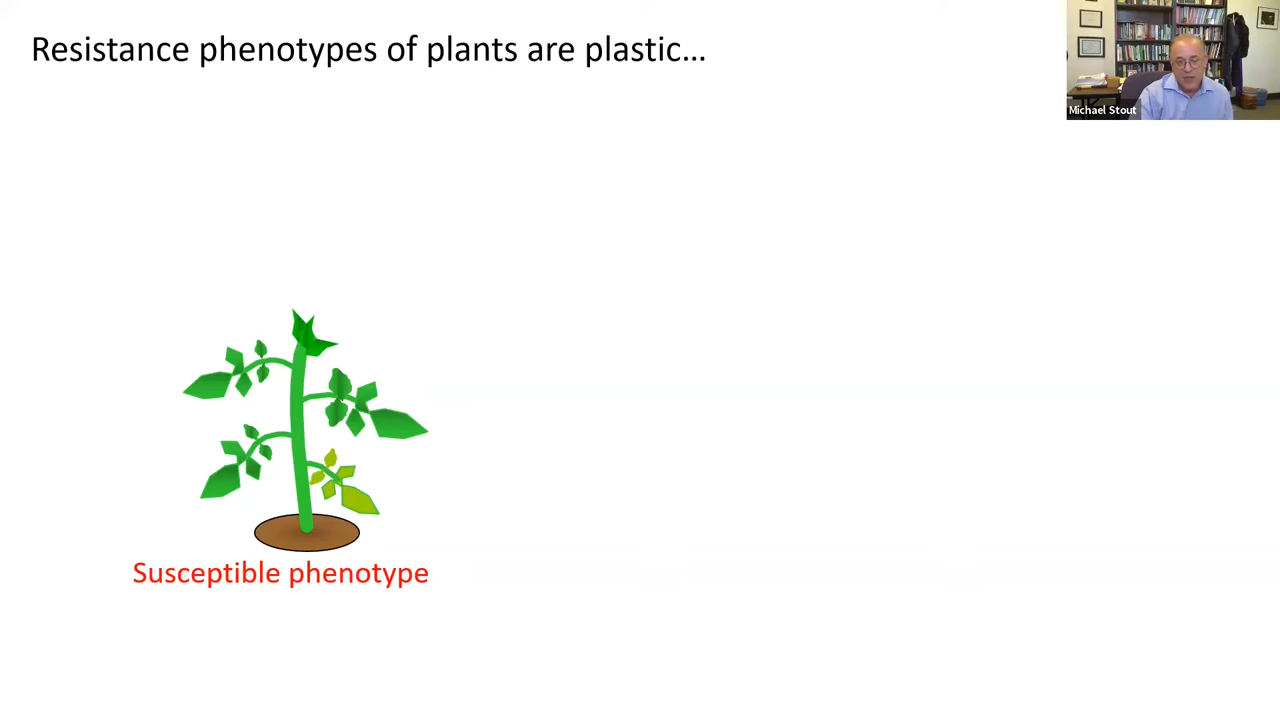 Resistance phenotypes of plants are plastic…
Michael Stout
Susceptible phenotype